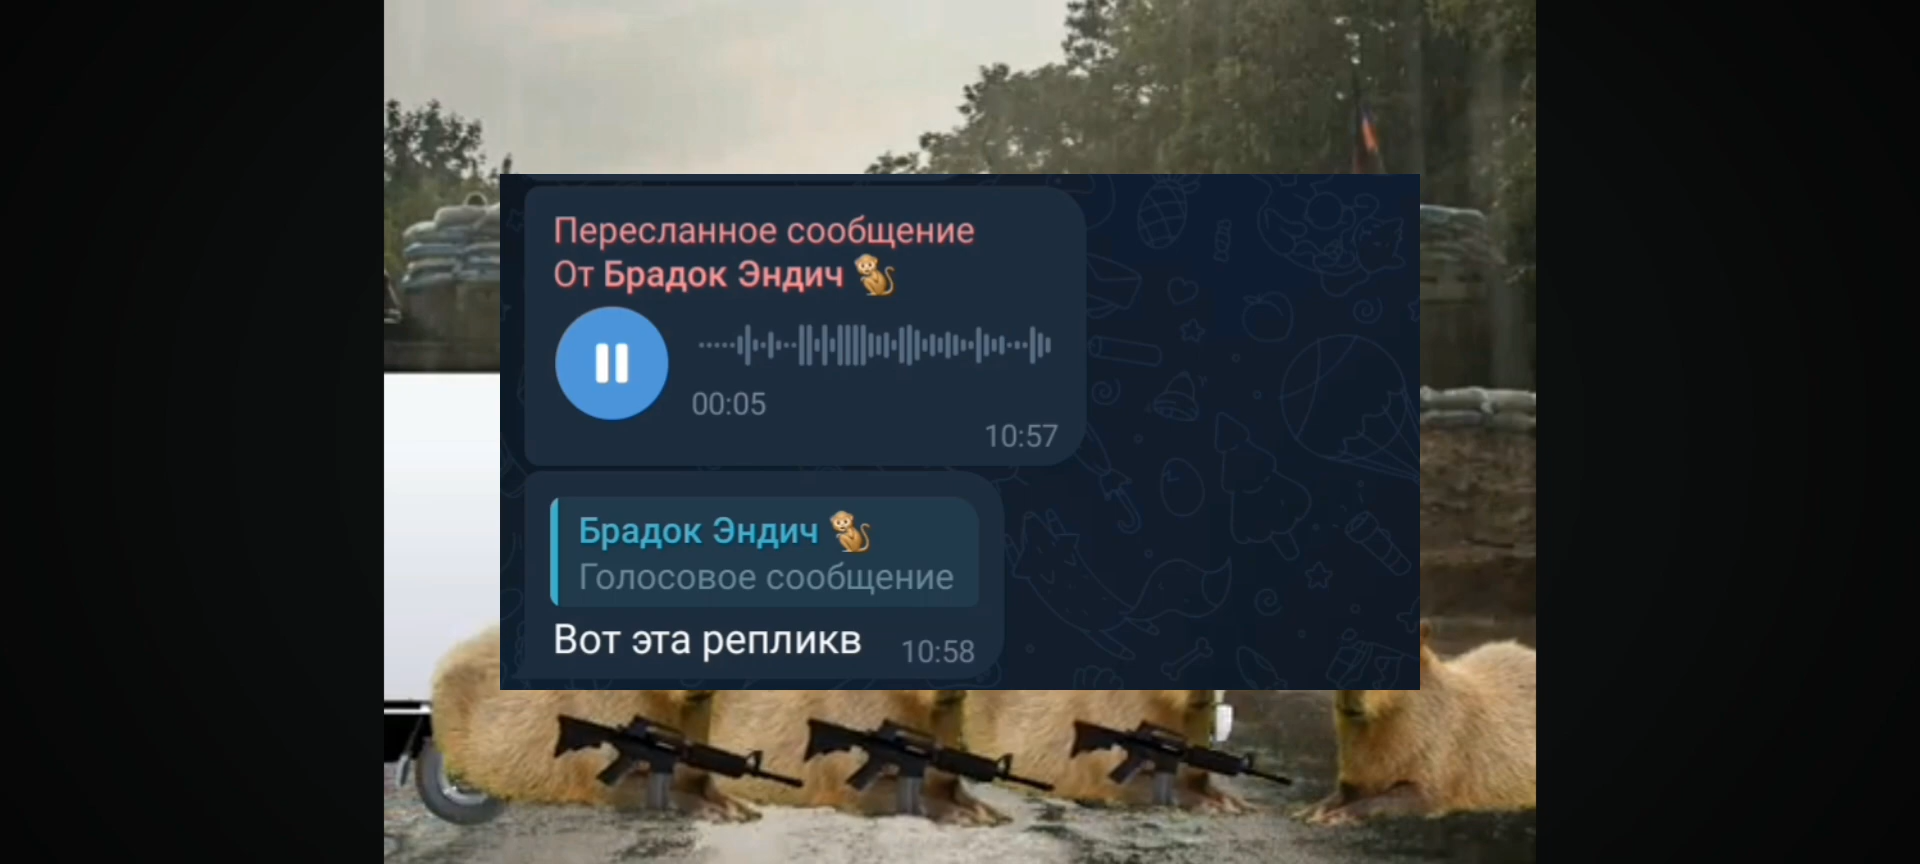 Пересланное сообщение
От Брадок Эндич
00:05
10:57
Брадок Эндич
Голосовое сообщение
Вот эта репликв 10:58